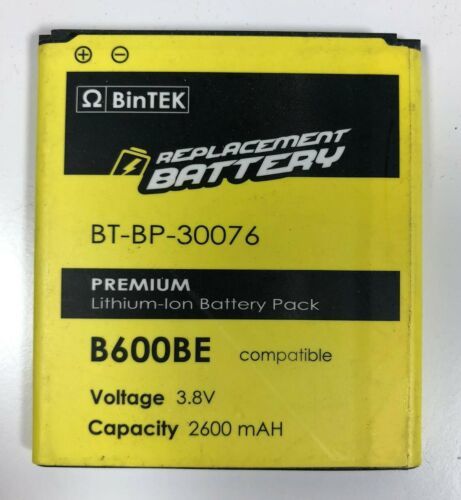 + -
Ω BinTEK
REPLACEMENT
BATTERY
BT-BP-30076
PREMIUM
Lithium-Ion Battery Pack
B600BE compatible
Voltage 3.8V
Capacity 2600 mAH